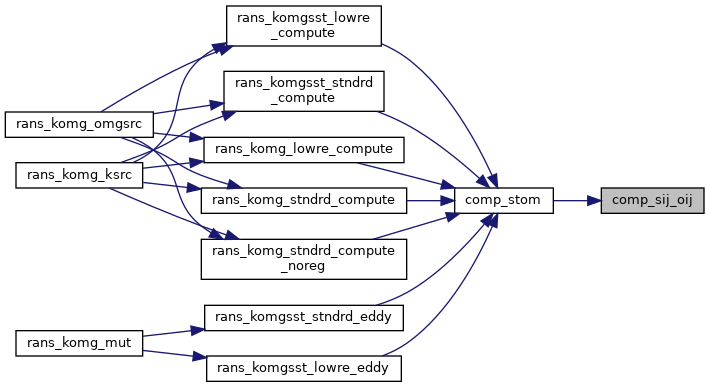 rans_komgsst_lowre
_compute
rans_komgsst_stndrd
_compute
rans_komg_omgsrc
rans_komg_lowre_compute
rans_komg_ksrc
rans_komg_stndrd_compute
comp_stom
comp_sij_oij
rans_komg_stndrd_compute
_noreg
rans_komgsst_stndrd_eddy
rans_komg_mut
rans_komgsst_lowre_eddy